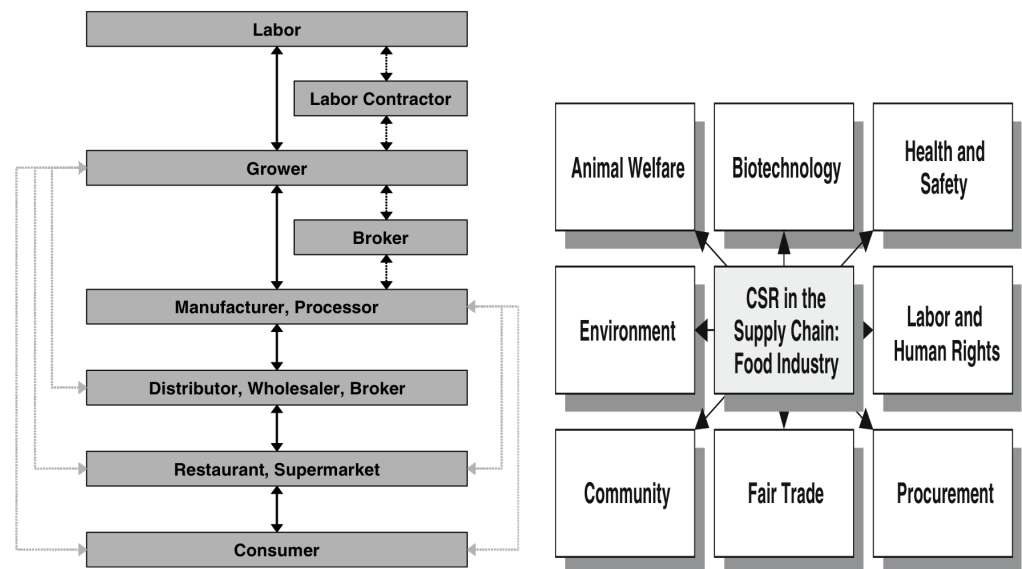 Labor
Labor Contractor
Grower
Broker
Manufacturer, Processor
Distributor, Wholesaler, Broker
Restaurant, Supermarket
Consumer
Animal Welfare
Biotechnology
Health and
Safety
Environment
CSR in the
Supply Chain:
Food Industry
Labor and
Human Rights
Community
Fair Trade
Procurement